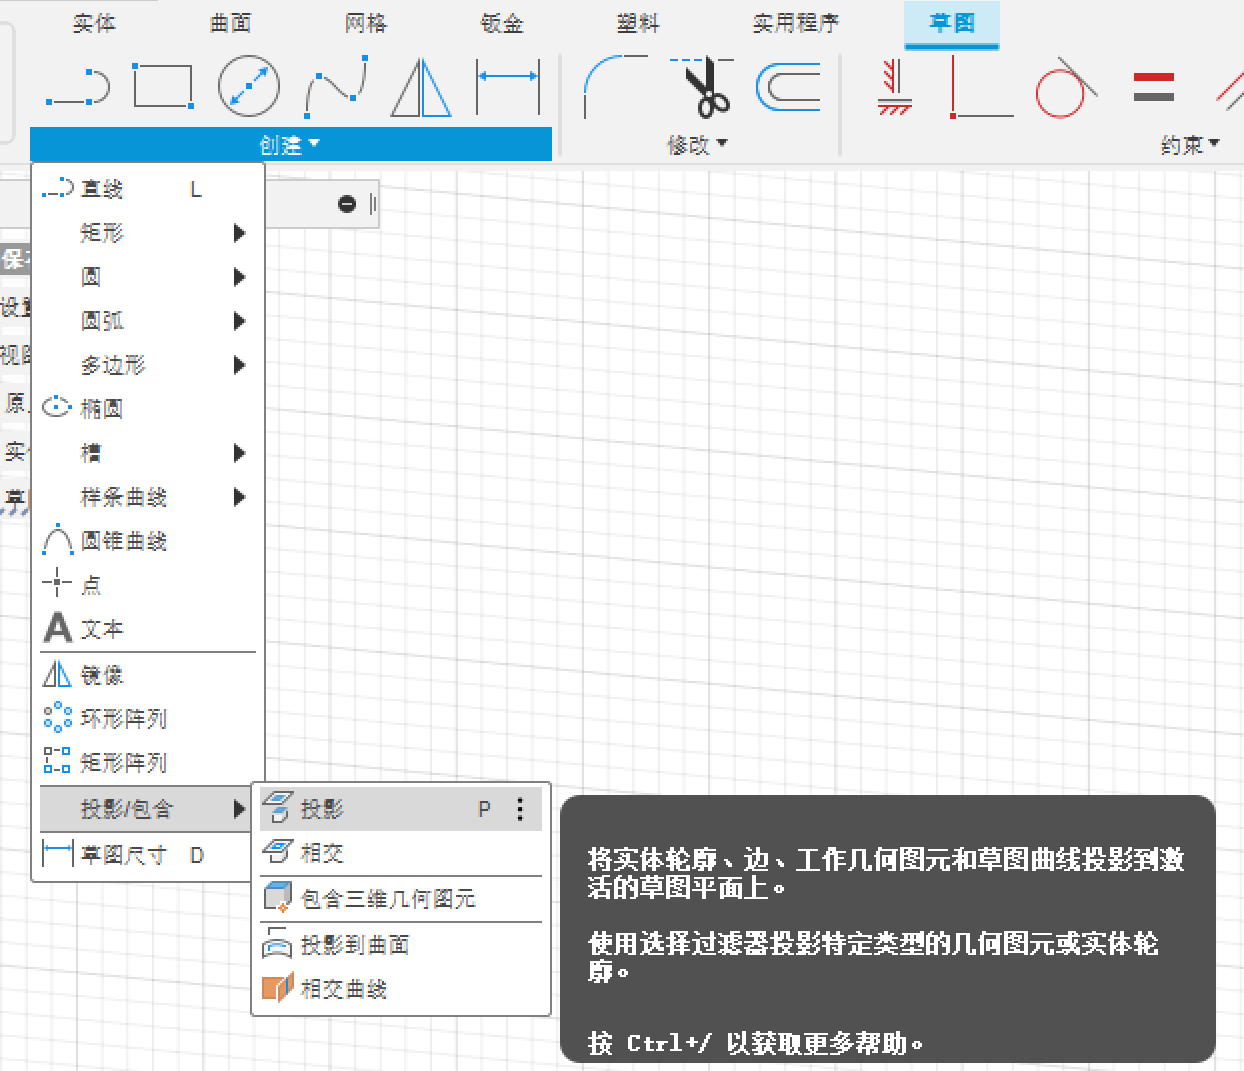 实体 曲面 网格 钣金 塑料 实用程序 草图
创建 修改 约束
直线 L
矩形
圆
圆弧
多边形
椭圆
槽
样条曲线
圆锥曲线
点
A 文本
镜像
环形阵列
矩形阵列
投影/包含
草图尺寸 D
投影 P
相交
包含三维几何图元
投影到曲面
相交曲线
将实体轮廓、边、工作几何图元和草图曲线投影到激
活的草图平面上。
使用选择过滤器投影特定类型的几何图元或实体轮
廓。
按 Ctrl+/ 以获取更多帮助。
保
设置
视图
原
实
草